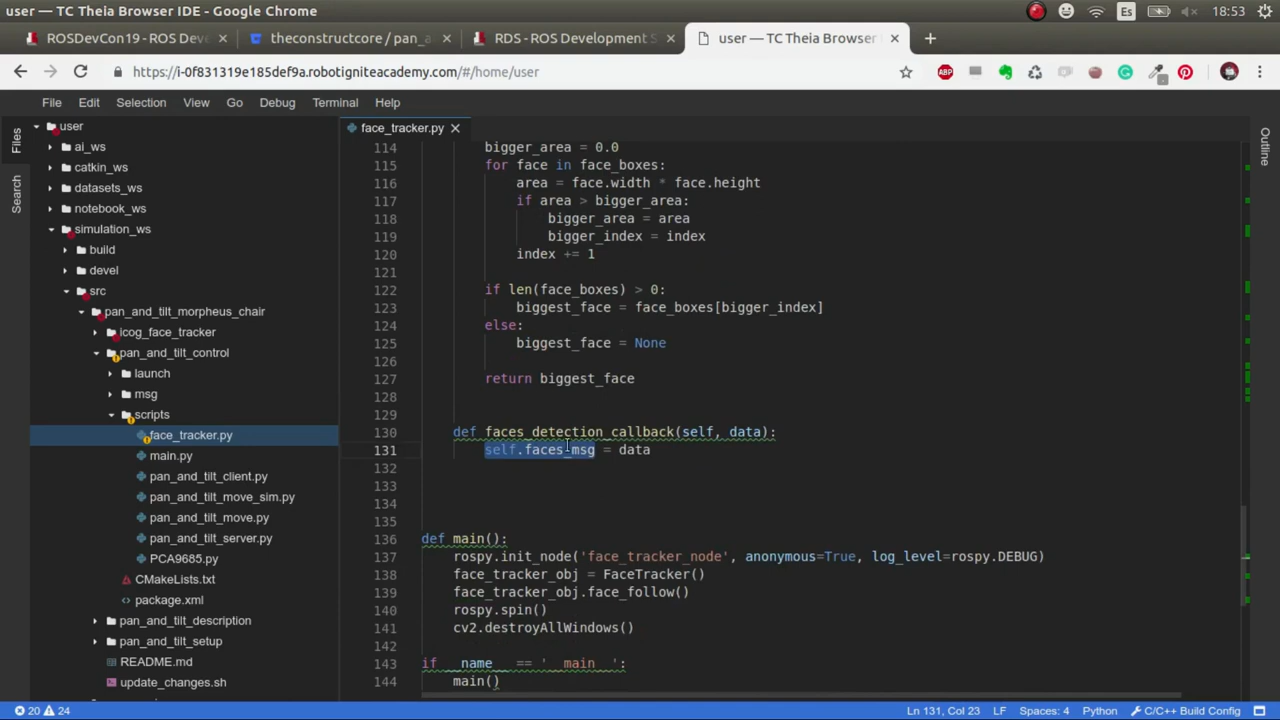 user — TC Theia Browser IDE - Google Chrome
Es
18:53
ROSDevCon19 - ROS Dev
theconstructcore / pan_a
RDS - ROS Development S
user — TC Theia Browser IDE
https://i-0f831319e185def9a.robotigniteacademy.com/#/home/user
ABP
File Edit Selection View Go Debug Terminal Help
Files
Search
Outline
user
ai_ws
catkin_ws
datasets_ws
notebook_ws
simulation_ws
build
devel
src
pan_and_tilt_morpheus_chair
icog_face_tracker
pan_and_tilt_control
launch
msg
scripts
face_tracker.py
main.py
pan_and_tilt_client.py
pan_and_tilt_move_sim.py
pan_and_tilt_move.py
pan_and_tilt_server.py
PCA9685.py
CMakeLists.txt
package.xml
pan_and_tilt_description
pan_and_tilt_setup
README.md
update_changes.sh
face_tracker.py
114 bigger_area = 0.0
115 for face in face_boxes:
116 area = face.width * face.height
117 if area > bigger_area:
118 bigger_area = area
119 bigger_index = index
120 index += 1
121
122 if len(face_boxes) > 0:
123 biggest_face = face_boxes[bigger_index]
124 else:
125 biggest_face = None
126
127 return biggest_face
128
129
130 def faces_detection_callback(self, data):
131 self.faces_msg = data
132
133
134
135
136 def main():
137 rospy.init_node('face_tracker_node', anonymous=True, log_level=rospy.DEBUG)
138 face_tracker_obj = FaceTracker()
139 face_tracker_obj.face_follow()
140 rospy.spin()
141 cv2.destroyAllWindows()
142
143 if __name__ == '__main__':
144 main()
20 24
Ln 131, Col 23 LF Spaces: 4 Python C/C++ Build Config